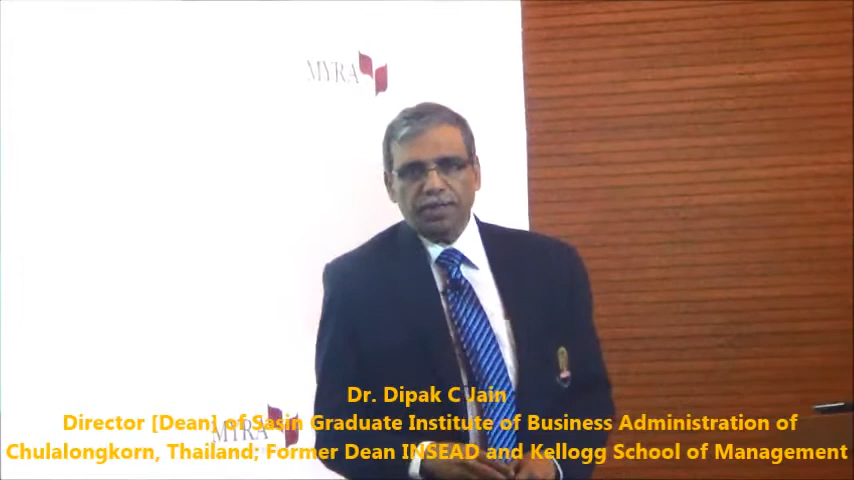 MYRA
Dr. Dipak C Jain
Director [Dean] of Sasin Graduate Institute of Business Administration of
MYRA
Chulalongkorn, Thailand; Former Dean INSEAD and Kellogg School of Management